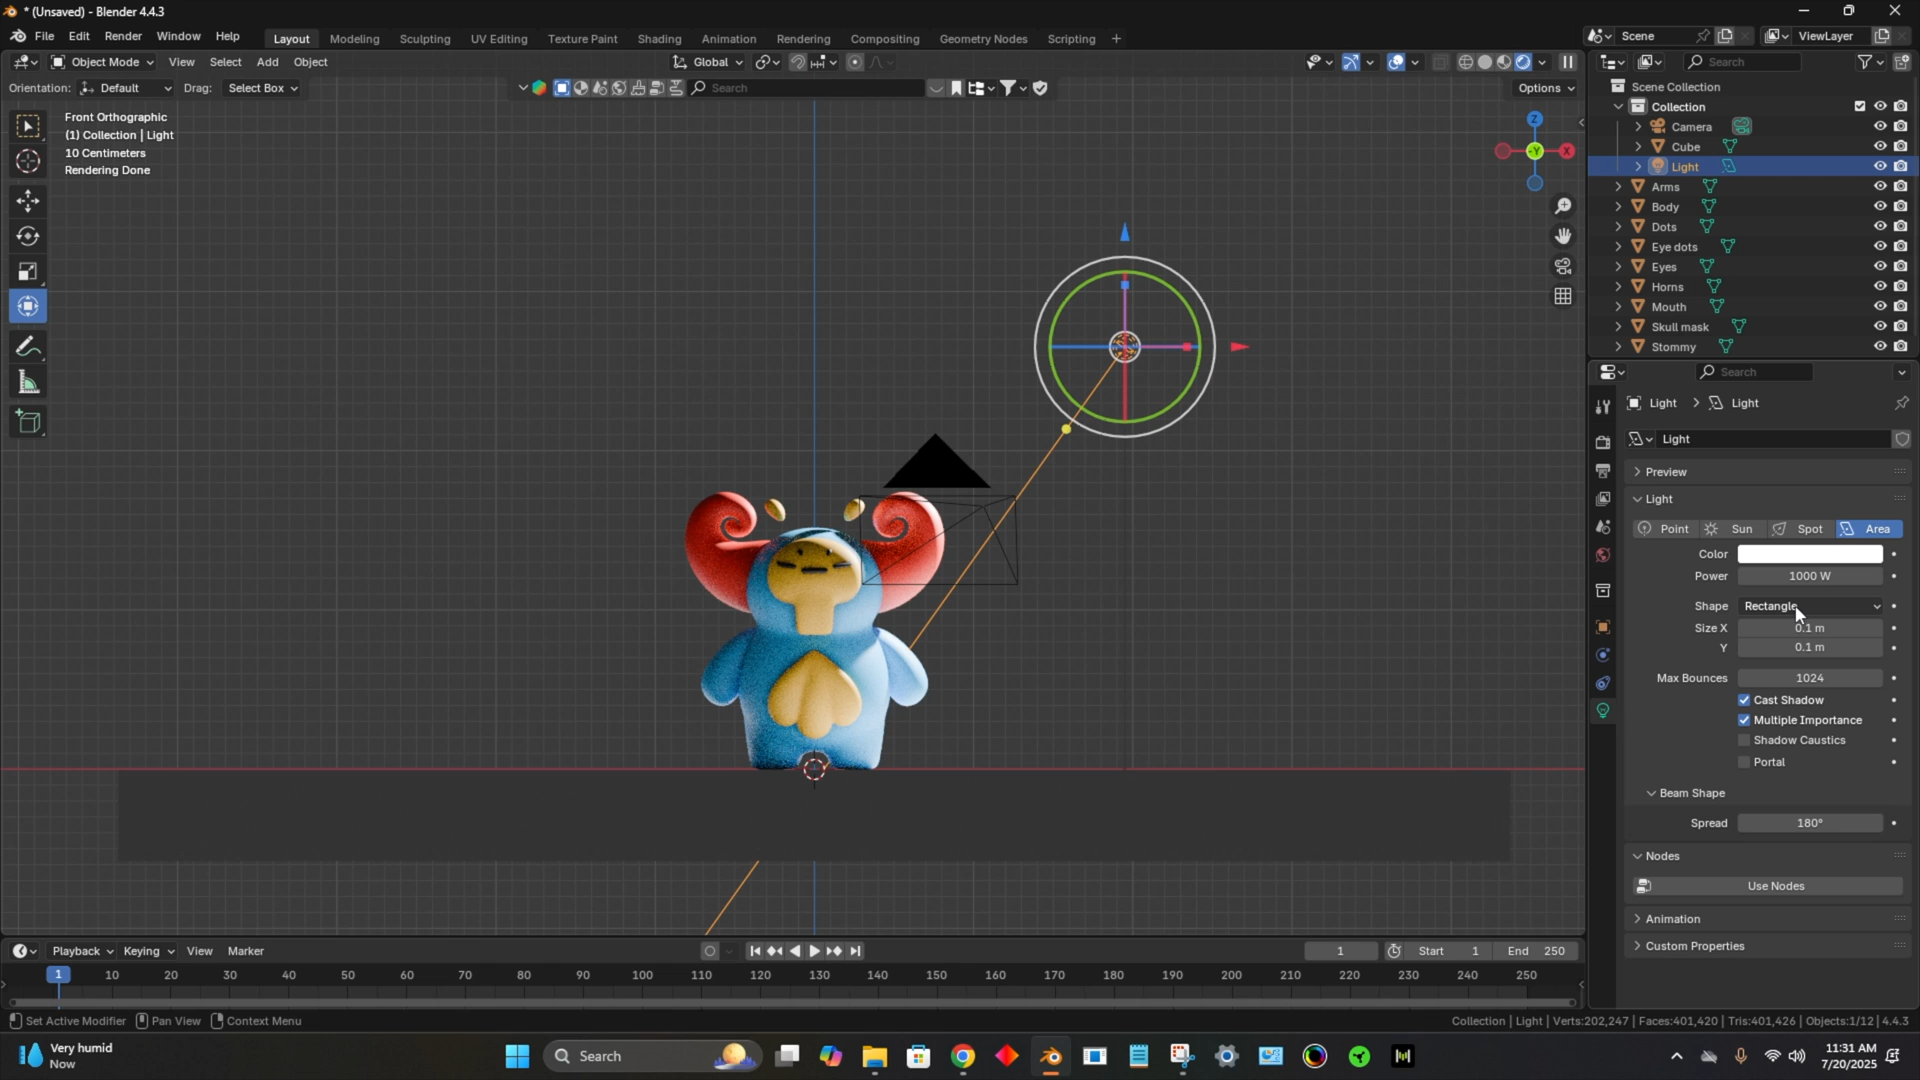 * (Unsaved) - Blender 4.4.3
File Edit Render Window Help Layout Modeling Sculpting UV Editing Texture Paint Shading Animation Rendering Compositing Geometry Nodes Scripting + Scene ViewLayer
Object Mode View Select Add Object Global Search
Orientation: Default Drag: Select Box Search Options
Front Orthographic
(1) Collection | Light
10 Centimeters
Rendering Done
Z
-Y
X
Scene Collection
Collection
Camera
Cube
Light
Arms
Body
Dots
Eye dots
Eyes
Horns
Mouth
Skull mask
Stommy
Search
Light > Light
Light
Preview
Light
Point Sun Spot Area
Color
Power 1000 W
Shape Rectangle
Size X 0.1 m
Y 0.1 m
Max Bounces 1024
Cast Shadow
Multiple Importance
Shadow Caustics
Portal
Beam Shape
Spread 180°
Nodes
Use Nodes
Animation
Custom Properties
Playback Keying View Marker 1 Start 1 End 250
1 10 20 30 40 50 60 70 80 90 100 110 120 130 140 150 160 170 180 190 200 210 220 230 240 250
Set Active Modifier Pan View Context Menu Collection | Light | Verts:202,247 | Faces:401,420 | Tris:401,426 | Objects:1/12 | 4.4.3
Very humid
Now
Search
11:31 AM
7/20/2025